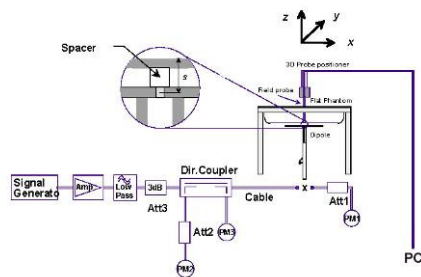 z
y
x
Spacer
s
3D Probe positioner
Field probe
Flat Phantom
Dipole
Dir.Coupler
Signal
Generato
Amp
Low
Pass
3dB
Att3
Cable
x
Att1
PM1
Att2
PM3
PM2
PC